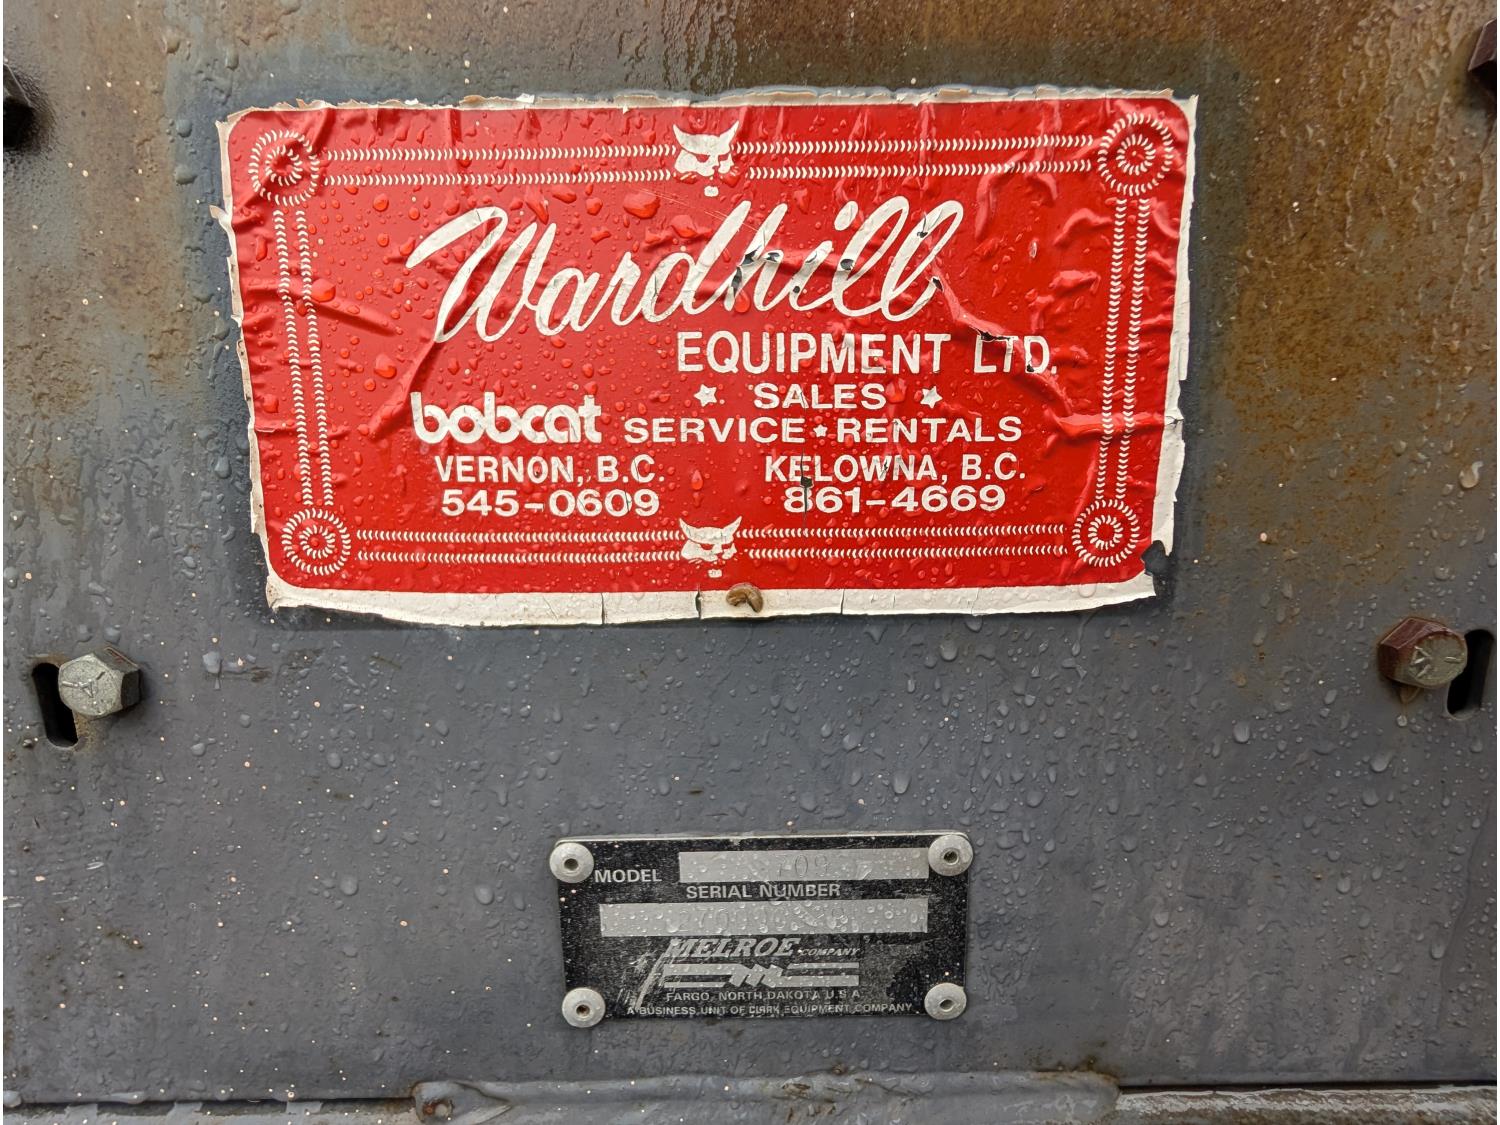 Wardhill
EQUIPMENT LTD.
★ SALES ★
bobcat SERVICE ★ RENTALS
VERNON, B.C. KELOWNA, B.C.
545-0609 861-4669
MODEL 709
SERIAL NUMBER
MELROE COMPANY
FARGO, NORTH DAKOTA U.S.A.
A BUSINESS UNIT OF CLARK EQUIPMENT COMPANY